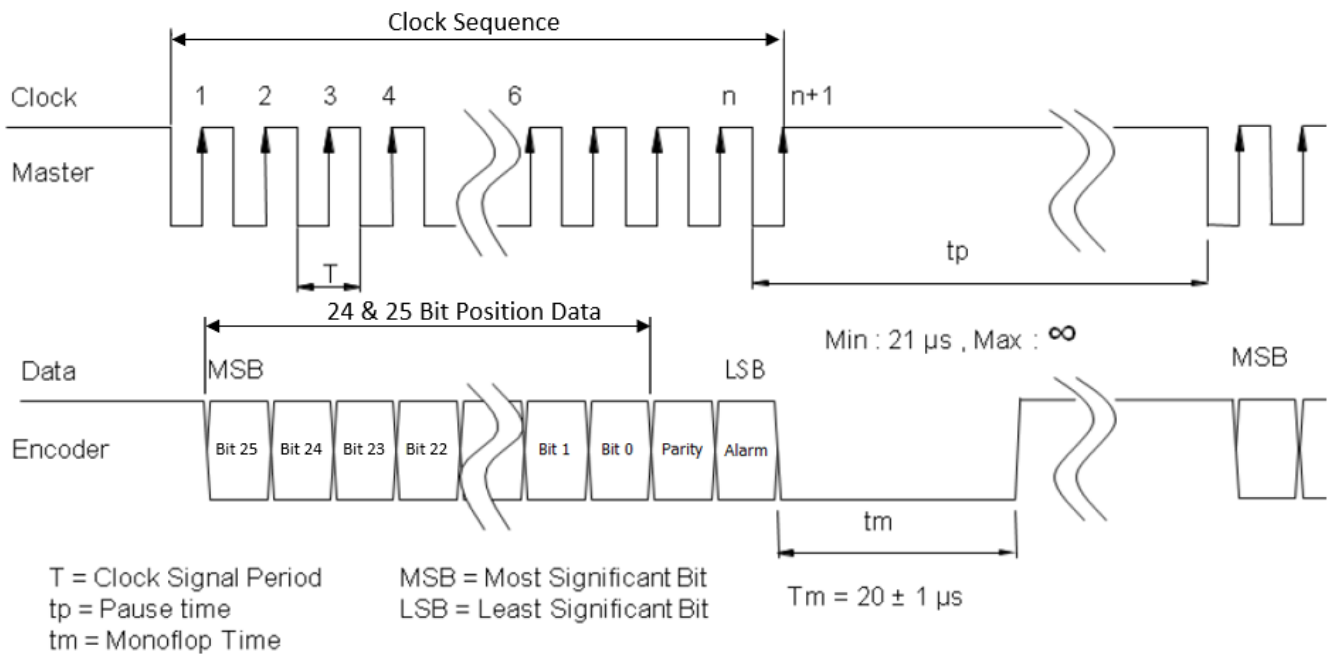 Clock Sequence
Clock 1 2 3 4 6 n n+1
Master
T
tp
24 & 25 Bit Position Data
Min : 21 µs , Max : ∞
Data MSB LSB MSB
Encoder Bit 25 Bit 24 Bit 23 Bit 22 Bit 1 Bit 0 Parity Alarm
tm
T = Clock Signal Period MSB = Most Significant Bit
tp = Pause time LSB = Least Significant Bit
tm = Monoflop Time
Tm = 20 ± 1 µs